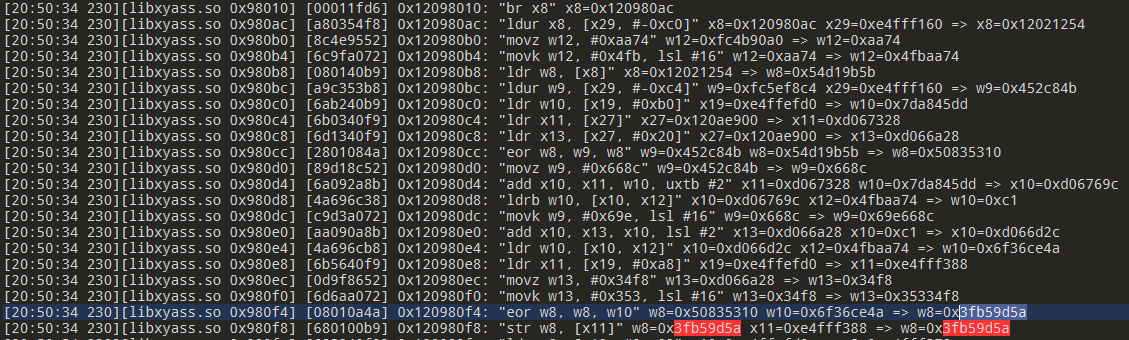 [20:50:34 230][libxyass.so 0x98010] [00011fd6] 0x12098010: "br x8" x8=0x120980ac
[20:50:34 230][libxyass.so 0x980ac] [a80354f8] 0x120980ac: "ldur x8, [x29, #-0xc0]" x8=0x120980ac x29=0xe4fff160 => x8=0x12021254
[20:50:34 230][libxyass.so 0x980b0] [8c4e9552] 0x120980b0: "movz w12, #0xaa74" w12=0xfc4b90a0 => w12=0xaa74
[20:50:34 230][libxyass.so 0x980b4] [6c9fa072] 0x120980b4: "movk w12, #0x4fb, lsl #16" w12=0xaa74 => w12=0x4fbaa74
[20:50:34 230][libxyass.so 0x980b8] [080140b9] 0x120980b8: "ldr w8, [x8]" x8=0x12021254 => w8=0x54d19b5b
[20:50:34 230][libxyass.so 0x980bc] [a9c353b8] 0x120980bc: "ldur w9, [x29, #-0xc4]" w9=0xfc5ef8c4 x29=0xe4fff160 => w9=0x452c84b
[20:50:34 230][libxyass.so 0x980c0] [6ab240b9] 0x120980c0: "ldr w10, [x19, #0xb0]" x19=0xe4ffefd0 => w10=0x7da845dd
[20:50:34 230][libxyass.so 0x980c4] [6b0340f9] 0x120980c4: "ldr x11, [x27]" x27=0x120ae900 => x11=0xd067328
[20:50:34 230][libxyass.so 0x980c8] [6d1340f9] 0x120980c8: "ldr x13, [x27, #0x20]" x27=0x120ae900 => x13=0xd066a28
[20:50:34 230][libxyass.so 0x980cc] [2801084a] 0x120980cc: "eor w8, w9, w8" w9=0x452c84b w8=0x54d19b5b => w8=0x50835310
[20:50:34 230][libxyass.so 0x980d0] [89d18c52] 0x120980d0: "movz w9, #0x668c" w9=0x452c84b => w9=0x668c
[20:50:34 230][libxyass.so 0x980d4] [6a092a8b] 0x120980d4: "add x10, x11, w10, uxtb #2" x11=0xd067328 w10=0x7da845dd => x10=0xd06769c
[20:50:34 230][libxyass.so 0x980d8] [4a696c38] 0x120980d8: "ldrb w10, [x10, x12]" x10=0xd06769c x12=0x4fbaa74 => w10=0xc1
[20:50:34 230][libxyass.so 0x980dc] [c9d3a072] 0x120980dc: "movk w9, #0x69e, lsl #16" w9=0x668c => w9=0x69e668c
[20:50:34 230][libxyass.so 0x980e0] [aa090a8b] 0x120980e0: "add x10, x13, x10, lsl #2" x13=0xd066a28 x10=0xc1 => x10=0xd066d2c
[20:50:34 230][libxyass.so 0x980e4] [4a696cb8] 0x120980e4: "ldr w10, [x10, x12]" x10=0xd066d2c x12=0x4fbaa74 => w10=0x6f36ce4a
[20:50:34 230][libxyass.so 0x980e8] [6b5640f9] 0x120980e8: "ldr x11, [x19, #0xa8]" x19=0xe4ffefd0 => x11=0xe4fff388
[20:50:34 230][libxyass.so 0x980ec] [0d9f8652] 0x120980ec: "movz w13, #0x34f8" w13=0xd066a28 => w13=0x34f8
[20:50:34 230][libxyass.so 0x980f0] [6d6aa072] 0x120980f0: "movk w13, #0x353, lsl #16" w13=0x34f8 => w13=0x35334f8
[20:50:34 230][libxyass.so 0x980f4] [08010a4a] 0x120980f4: "eor w8, w8, w10" w8=0x50835310 w10=0x6f36ce4a => w8=0x3fb59d5a
[20:50:34 230][libxyass.so 0x980f8] [680100b9] 0x120980f8: "str w8, [x11]" w8=0x3fb59d5a x11=0xe4fff388 => w8=0x3fb59d5a